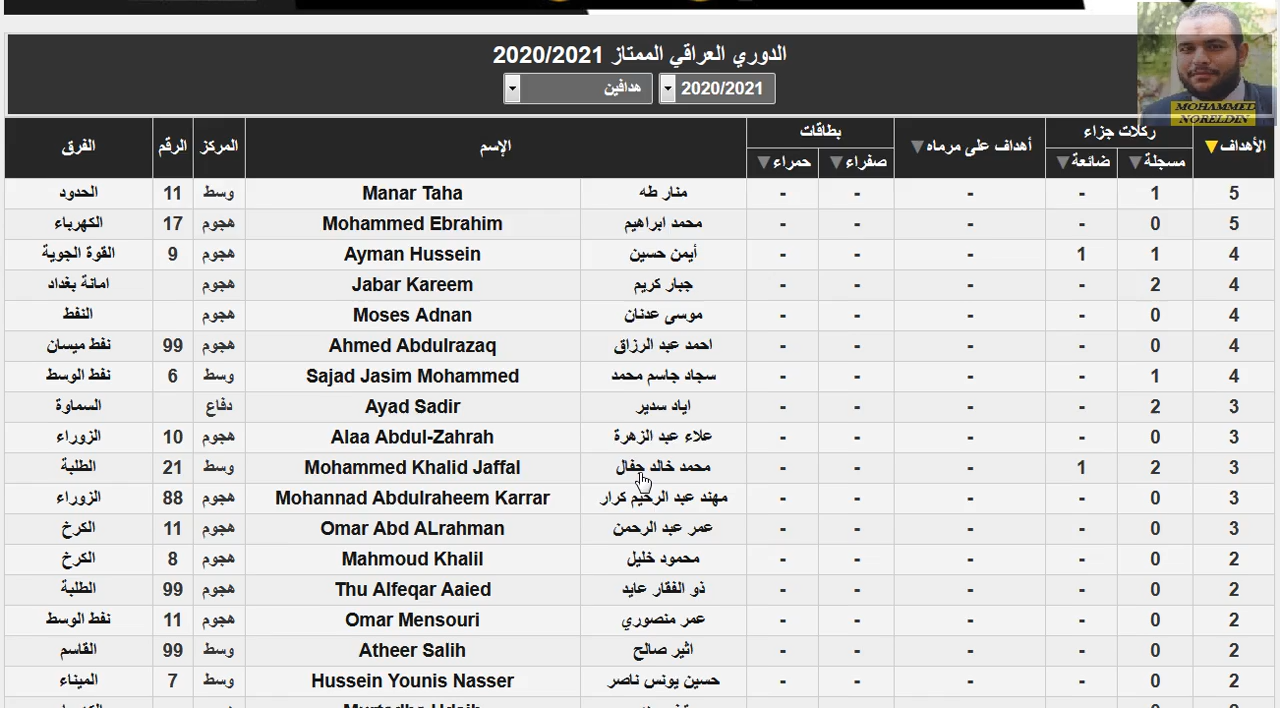 الدوري العراقي الممتاز 2020/2021
2020/2021 هدافين
MOHAMMED
NORELDIN
الأهداف ركلات جزاء أهداف على مرماه بطاقات الإسم المركز الرقم الفرق
مسجلة ضائعة صفراء حمراء
5 1 - - - - منار طه Manar Taha وسط 11 الحدود
5 0 - - - - محمد ابراهيم Mohammed Ebrahim هجوم 17 الكهرباء
4 1 1 - - - أيمن حسين Ayman Hussein هجوم 9 القوة الجوية
4 2 - - - - جبار كريم Jabar Kareem هجوم امانة بغداد
4 0 - - - - موسى عدنان Moses Adnan هجوم النفط
4 0 - - - - احمد عبد الرزاق Ahmed Abdulrazaq هجوم 99 نفط ميسان
4 1 - - - - سجاد جاسم محمد Sajad Jasim Mohammed وسط 6 نفط الوسط
3 2 - - - - اياد سدير Ayad Sadir دفاع السماوة
3 0 - - - - علاء عبد الزهرة Alaa Abdul-Zahrah هجوم 10 الزوراء
3 2 1 - - - محمد خالد جفال Mohammed Khalid Jaffal وسط 21 الطلبة
3 0 - - - - مهند عبد الرحيم كرار Mohannad Abdulraheem Karrar هجوم 88 الزوراء
3 0 - - - - عمر عبد الرحمن Omar Abd ALrahman هجوم 11 الكرخ
2 0 - - - - محمود خليل Mahmoud Khalil هجوم 8 الكرخ
2 0 - - - - ذو الفقار عايد Thu Alfeqar Aaied هجوم 99 الطلبة
2 0 - - - - عمر منصوري Omar Mensouri هجوم 11 نفط الوسط
2 0 - - - - اثير صالح Atheer Salih وسط 99 القاسم
2 0 - - - - حسين يونس ناصر Hussein Younis Nasser وسط 7 الميناء